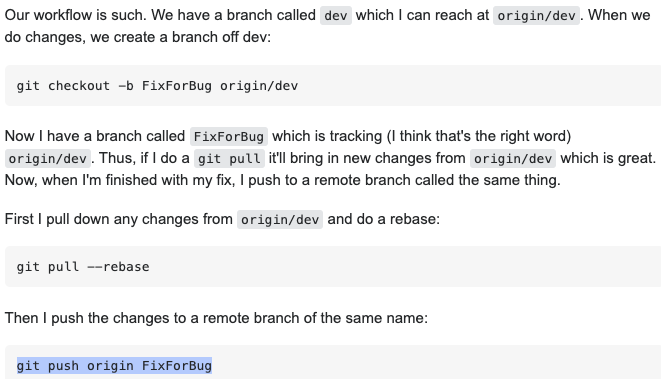 Our workflow is such. We have a branch called dev which I can reach at origin/dev. When we
do changes, we create a branch off dev:
git checkout -b FixForBug origin/dev
Now I have a branch called FixForBug which is tracking (I think that's the right word)
origin/dev. Thus, if I do a git pull it'll bring in new changes from origin/dev which is great.
Now, when I'm finished with my fix, I push to a remote branch called the same thing.
First I pull down any changes from origin/dev and do a rebase:
git pull --rebase
Then I push the changes to a remote branch of the same name:
git push origin FixForBug